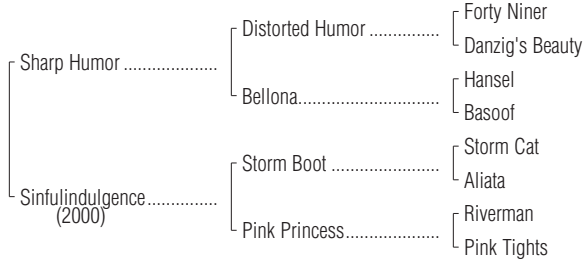 Forty Niner
Distorted Humor ................
Danzig's Beauty
Sharp Humor ....................
Hansel
Bellona..............................
Basoof
Storm Cat
Storm Boot .......................
Aliata
Sinfulindulgence...............
(2000)
Riverman
Pink Princess....................
Pink Tights